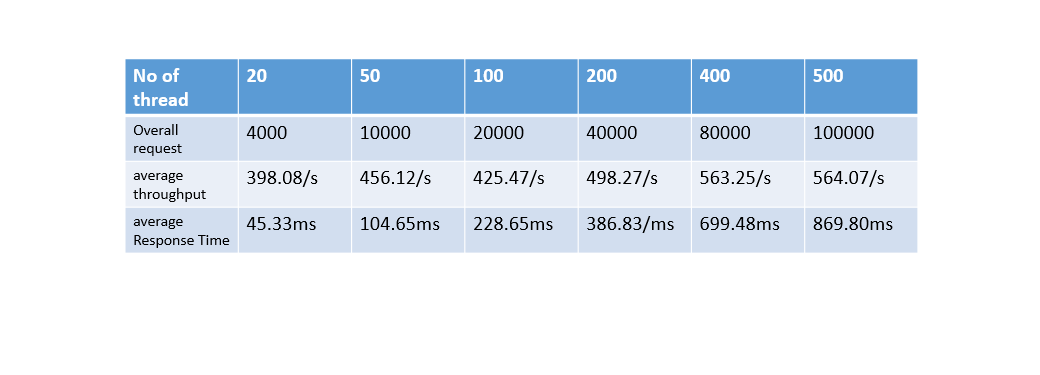 No of thread 20 50 100 200 400 500
Overall request 4000 10000 20000 40000 80000 100000
average throughput 398.08/s 456.12/s 425.47/s 498.27/s 563.25/s 564.07/s
average Response Time 45.33ms 104.65ms 228.65ms 386.83/ms 699.48ms 869.80ms